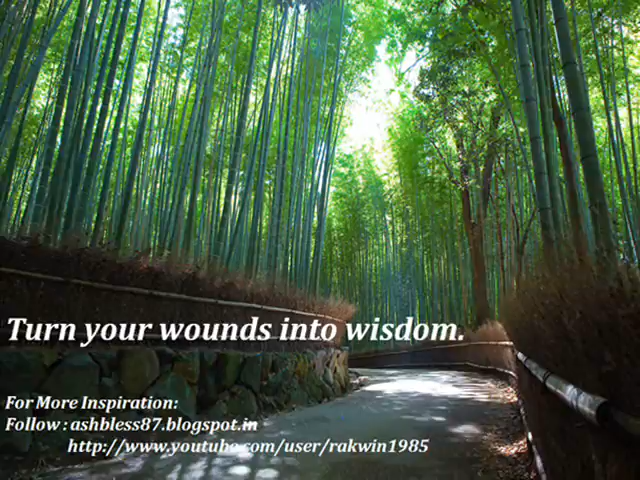 Turn your wounds into wisdom.
For More Inspiration:
Follow : ashbless87.blogspot.in
http://www.youtube.com/user/rakwin1985